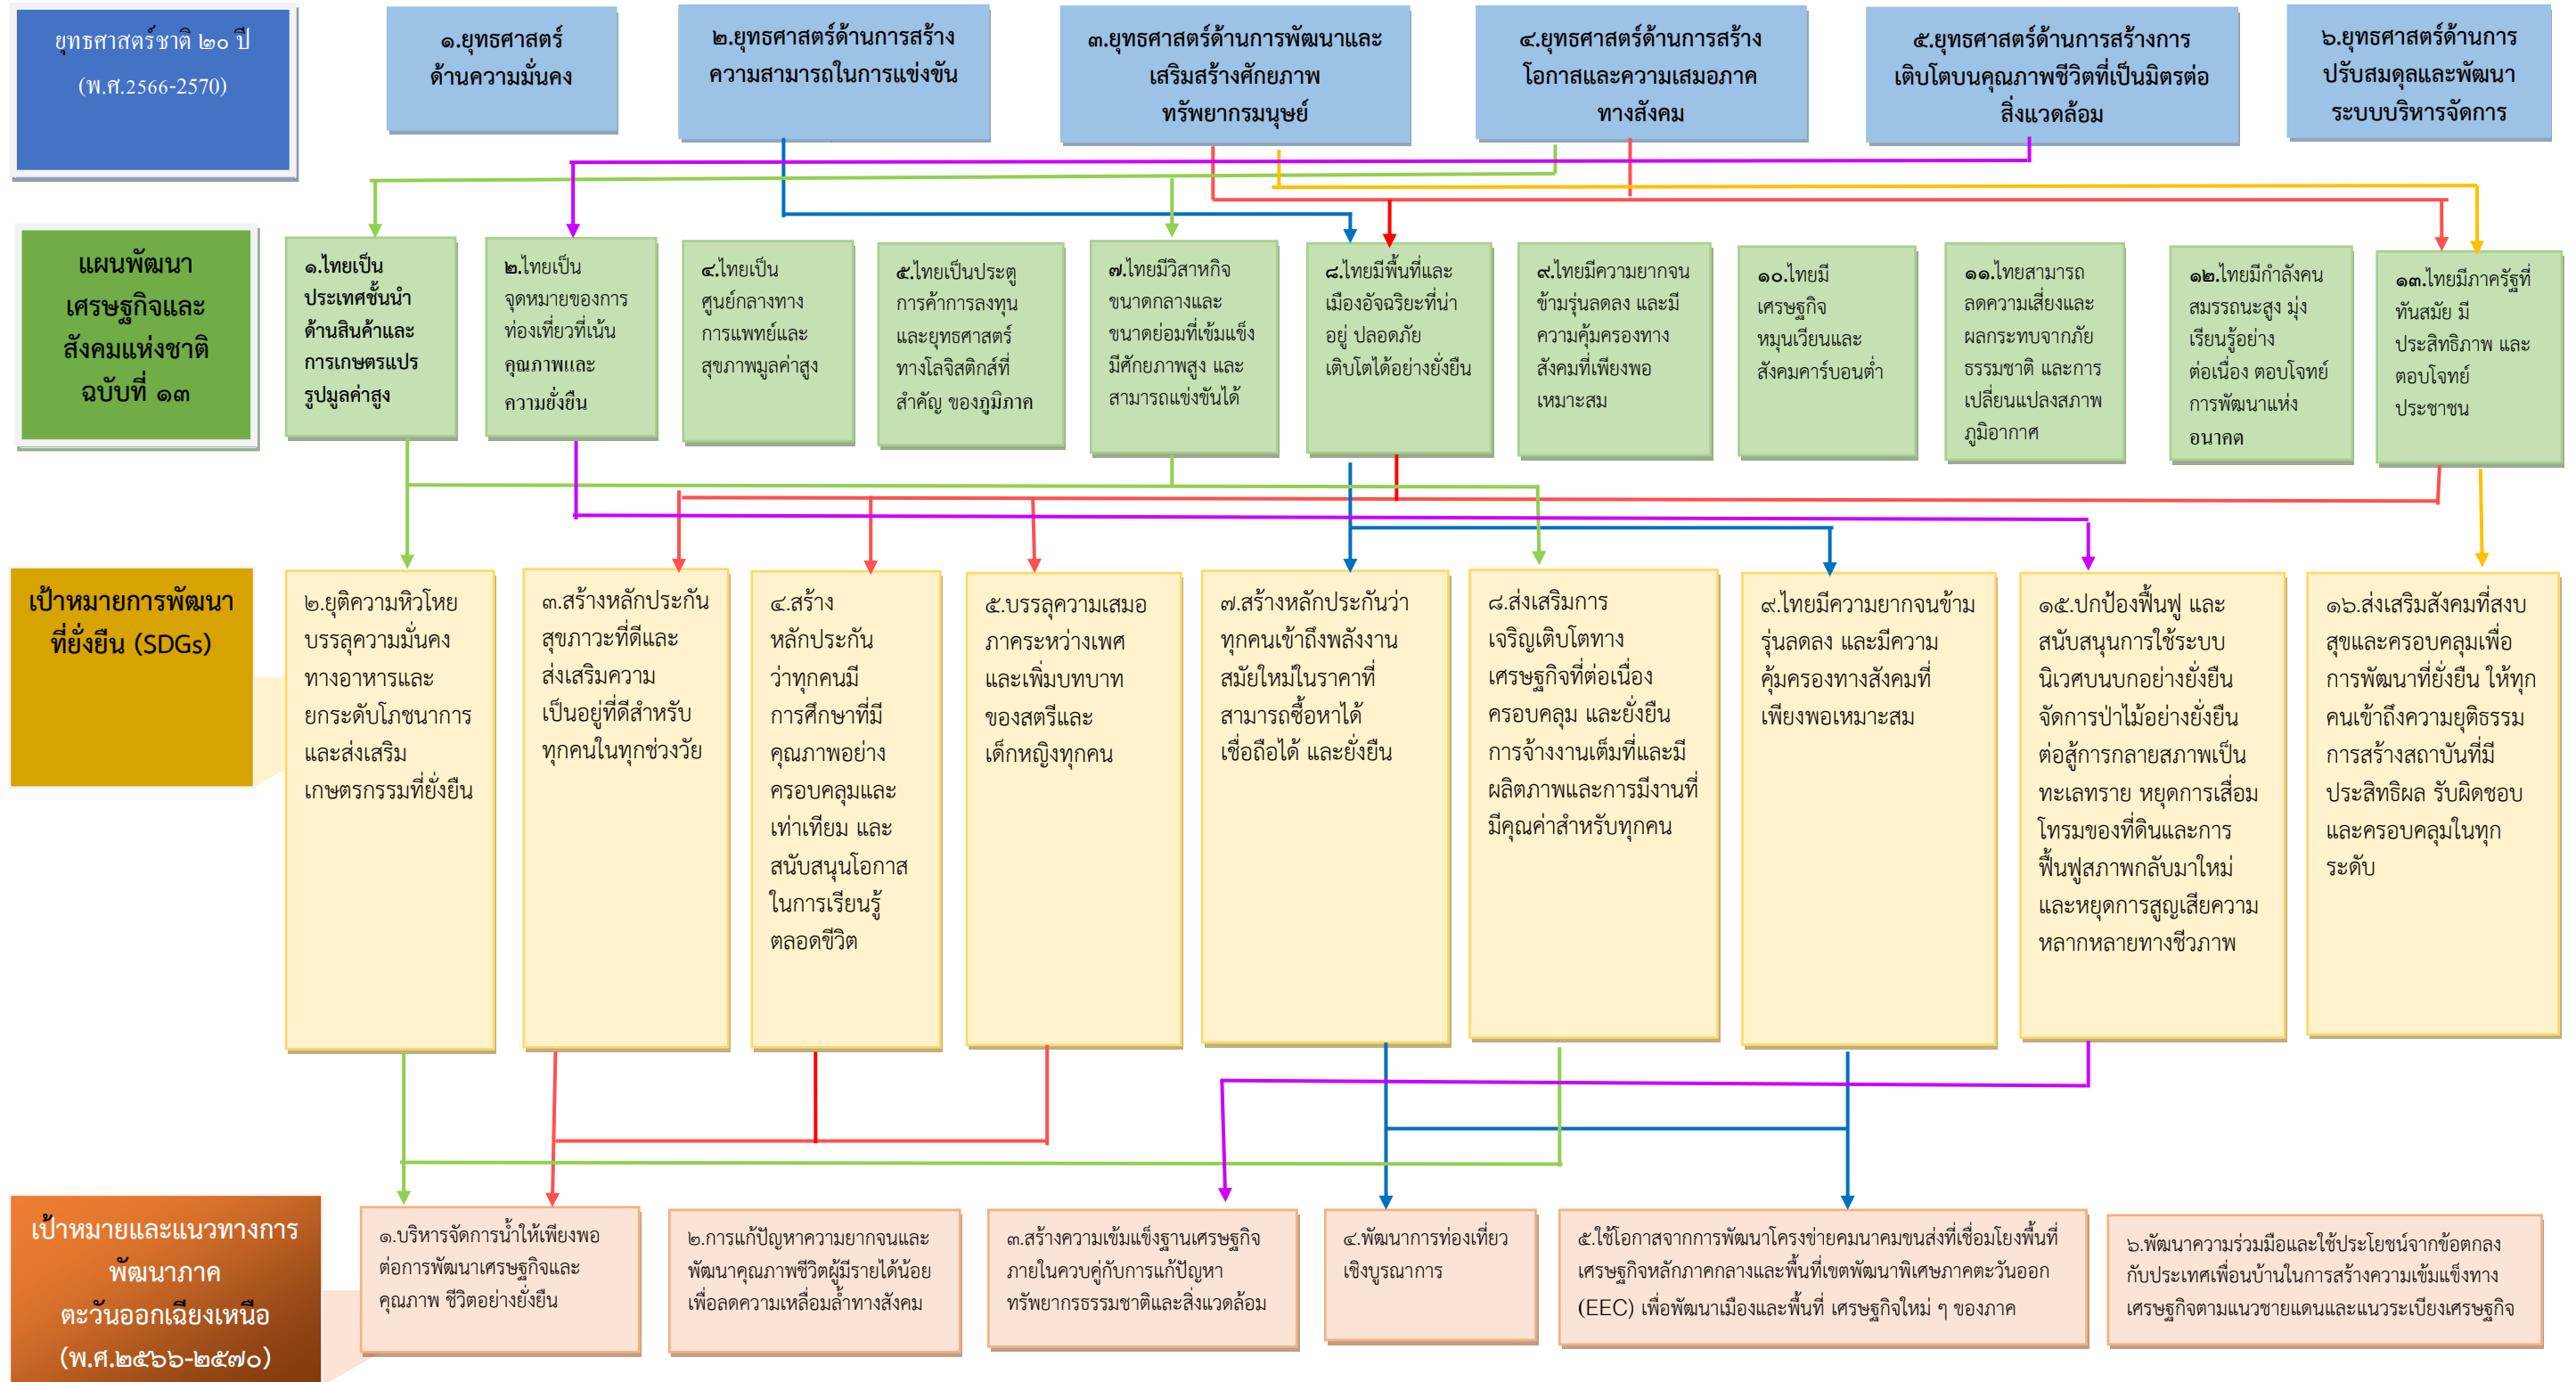 ยุทธศาสตร์ชาติ ๒๐ ปี
(พ.ศ.2566-2570)
๑.ยุทธศาสตร์
ด้านความมั่นคง
๒.ยุทธศาสตร์ด้านการสร้าง
ความสามารถในการแข่งขัน
๓.ยุทธศาสตร์ด้านการพัฒนาและ
เสริมสร้างศักยภาพ
ทรัพยากรมนุษย์
๔.ยุทธศาสตร์ด้านการสร้าง
โอกาสและความเสมอภาค
ทางสังคม
๕.ยุทธศาสตร์ด้านการสร้างการ
เติบโตบนคุณภาพชีวิตที่เป็นมิตรต่อ
สิ่งแวดล้อม
๖.ยุทธศาสตร์ด้านการ
ปรับสมดุลและพัฒนา
ระบบบริหารจัดการ
แผนพัฒนา
เศรษฐกิจและ
สังคมแห่งชาติ
ฉบับที่ ๑๓
๑.ไทยเป็น
ประเทศชั้นนำ
ด้านสินค้าและ
การเกษตรแปร
รูปมูลค่าสูง
๒.ไทยเป็น
จุดหมายของการ
ท่องเที่ยวที่เน้น
คุณภาพและ
ความยั่งยืน
๔.ไทยเป็น
ศูนย์กลางทาง
การแพทย์และ
สุขภาพมูลค่าสูง
๕.ไทยเป็นประตู
การค้าการลงทุน
และยุทธศาสตร์
ทางโลจิสติกส์ที่
สำคัญ ของภูมิภาค
๗.ไทยมีวิสาหกิจ
ขนาดกลางและ
ขนาดย่อมที่เข้มแข็ง
มีศักยภาพสูง และ
สามารถแข่งขันได้
๘.ไทยมีพื้นที่และ
เมืองอัจฉริยะที่น่า
อยู่ ปลอดภัย
เติบโตได้อย่างยั่งยืน
๙.ไทยมีความยากจน
ข้ามรุ่นลดลง และมี
ความคุ้มครองทาง
สังคมที่เพียงพอ
เหมาะสม
๑๐.ไทยมี
เศรษฐกิจ
หมุนเวียนและ
สังคมคาร์บอนต่ำ
๑๑.ไทยสามารถ
ลดความเสี่ยงและ
ผลกระทบจากภัย
ธรรมชาติ และการ
เปลี่ยนแปลงสภาพ
ภูมิอากาศ
๑๒.ไทยมีกำลังคน
สมรรถนะสูง มุ่ง
เรียนรู้อย่าง
ต่อเนื่อง ตอบโจทย์
การพัฒนาแห่ง
อนาคต
๑๓.ไทยมีภาครัฐที่
ทันสมัย มี
ประสิทธิภาพ และ
ตอบโจทย์
ประชาชน
เป้าหมายการพัฒนา
ที่ยั่งยืน (SDGs)
๒.ยุติความหิวโหย
บรรลุความมั่นคง
ทางอาหารและ
ยกระดับโภชนาการ
และส่งเสริม
เกษตรกรรมที่ยั่งยืน
๓.สร้างหลักประกัน
สุขภาวะที่ดีและ
ส่งเสริมความ
เป็นอยู่ที่ดีสำหรับ
ทุกคนในทุกช่วงวัย
๔.สร้าง
หลักประกัน
ว่าทุกคนมี
การศึกษาที่มี
คุณภาพอย่าง
ครอบคลุมและ
เท่าเทียม และ
สนับสนุนโอกาส
ในการเรียนรู้
ตลอดชีวิต
๕.บรรลุความเสมอ
ภาคระหว่างเพศ
และเพิ่มบทบาท
ของสตรีและ
เด็กหญิงทุกคน
๗.สร้างหลักประกันว่า
ทุกคนเข้าถึงพลังงาน
สมัยใหม่ในราคาที่
สามารถซื้อหาได้
เชื่อถือได้ และยั่งยืน
๘.ส่งเสริมการ
เจริญเติบโตทาง
เศรษฐกิจที่ต่อเนื่อง
ครอบคลุม และยั่งยืน
การจ้างงานเต็มที่และมี
ผลิตภาพและการมีงานที่
มีคุณค่าสำหรับทุกคน
๙.ไทยมีความยากจนข้าม
รุ่นลดลง และมีความ
คุ้มครองทางสังคมที่
เพียงพอเหมาะสม
๑๕.ปกป้องฟื้นฟู และ
สนับสนุนการใช้ระบบ
นิเวศบนบกอย่างยั่งยืน
จัดการป่าไม้อย่างยั่งยืน
ต่อสู้การกลายสภาพเป็น
ทะเลทราย หยุดการเสื่อม
โทรมของที่ดินและการ
ฟื้นฟูสภาพกลับมาใหม่
และหยุดการสูญเสียความ
หลากหลายทางชีวภาพ
๑๖.ส่งเสริมสังคมที่สงบ
สุขและครอบคลุมเพื่อ
การพัฒนาที่ยั่งยืน ให้ทุก
คนเข้าถึงความยุติธรรม
การสร้างสถาบันที่มี
ประสิทธิผล รับผิดชอบ
และครอบคลุมในทุก
ระดับ
เป้าหมายและแนวทางการ
พัฒนาภาค
ตะวันออกเฉียงเหนือ
(พ.ศ.๒๕๖๖-๒๕๗๐)
๑.บริหารจัดการน้ำให้เพียงพอ
ต่อการพัฒนาเศรษฐกิจและ
คุณภาพ ชีวิตอย่างยั่งยืน
๒.การแก้ปัญหาความยากจนและ
พัฒนาคุณภาพชีวิตผู้มีรายได้น้อย
เพื่อลดความเหลื่อมล้ำทางสังคม
๓.สร้างความเข้มแข็งฐานเศรษฐกิจ
ภายในควบคู่กับการแก้ปัญหา
ทรัพยากรธรรมชาติและสิ่งแวดล้อม
๔.พัฒนาการท่องเที่ยว
เชิงบูรณาการ
๕.ใช้โอกาสจากการพัฒนาโครงข่ายคมนาคมขนส่งที่เชื่อมโยงพื้นที่
เศรษฐกิจหลักภาคกลางและพื้นที่เขตพัฒนาพิเศษภาคตะวันออก
(EEC) เพื่อพัฒนาเมืองและพื้นที่ เศรษฐกิจใหม่ ๆ ของภาค
๖.พัฒนาความร่วมมือและใช้ประโยชน์จากข้อตกลง
กับประเทศเพื่อนบ้านในการสร้างความเข้มแข็งทาง
เศรษฐกิจตามแนวชายแดนและแนวระเบียงเศรษฐกิจ